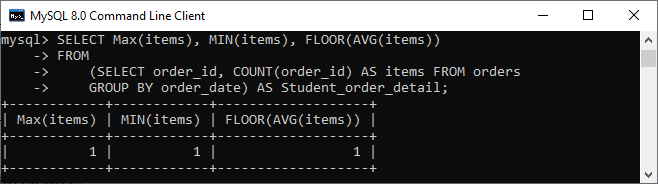 MySQL 8.0 Command Line Client
mysql> SELECT Max(items), MIN(items), FLOOR(AVG(items))
    -> FROM
    ->     (SELECT order_id, COUNT(order_id) AS items FROM orders
    ->     GROUP BY order_date) AS Student_order_detail;
+------------+------------+-------------------+
| Max(items) | MIN(items) | FLOOR(AVG(items)) |
+------------+------------+-------------------+
|          1 |          1 |                 1 |
+------------+------------+-------------------+